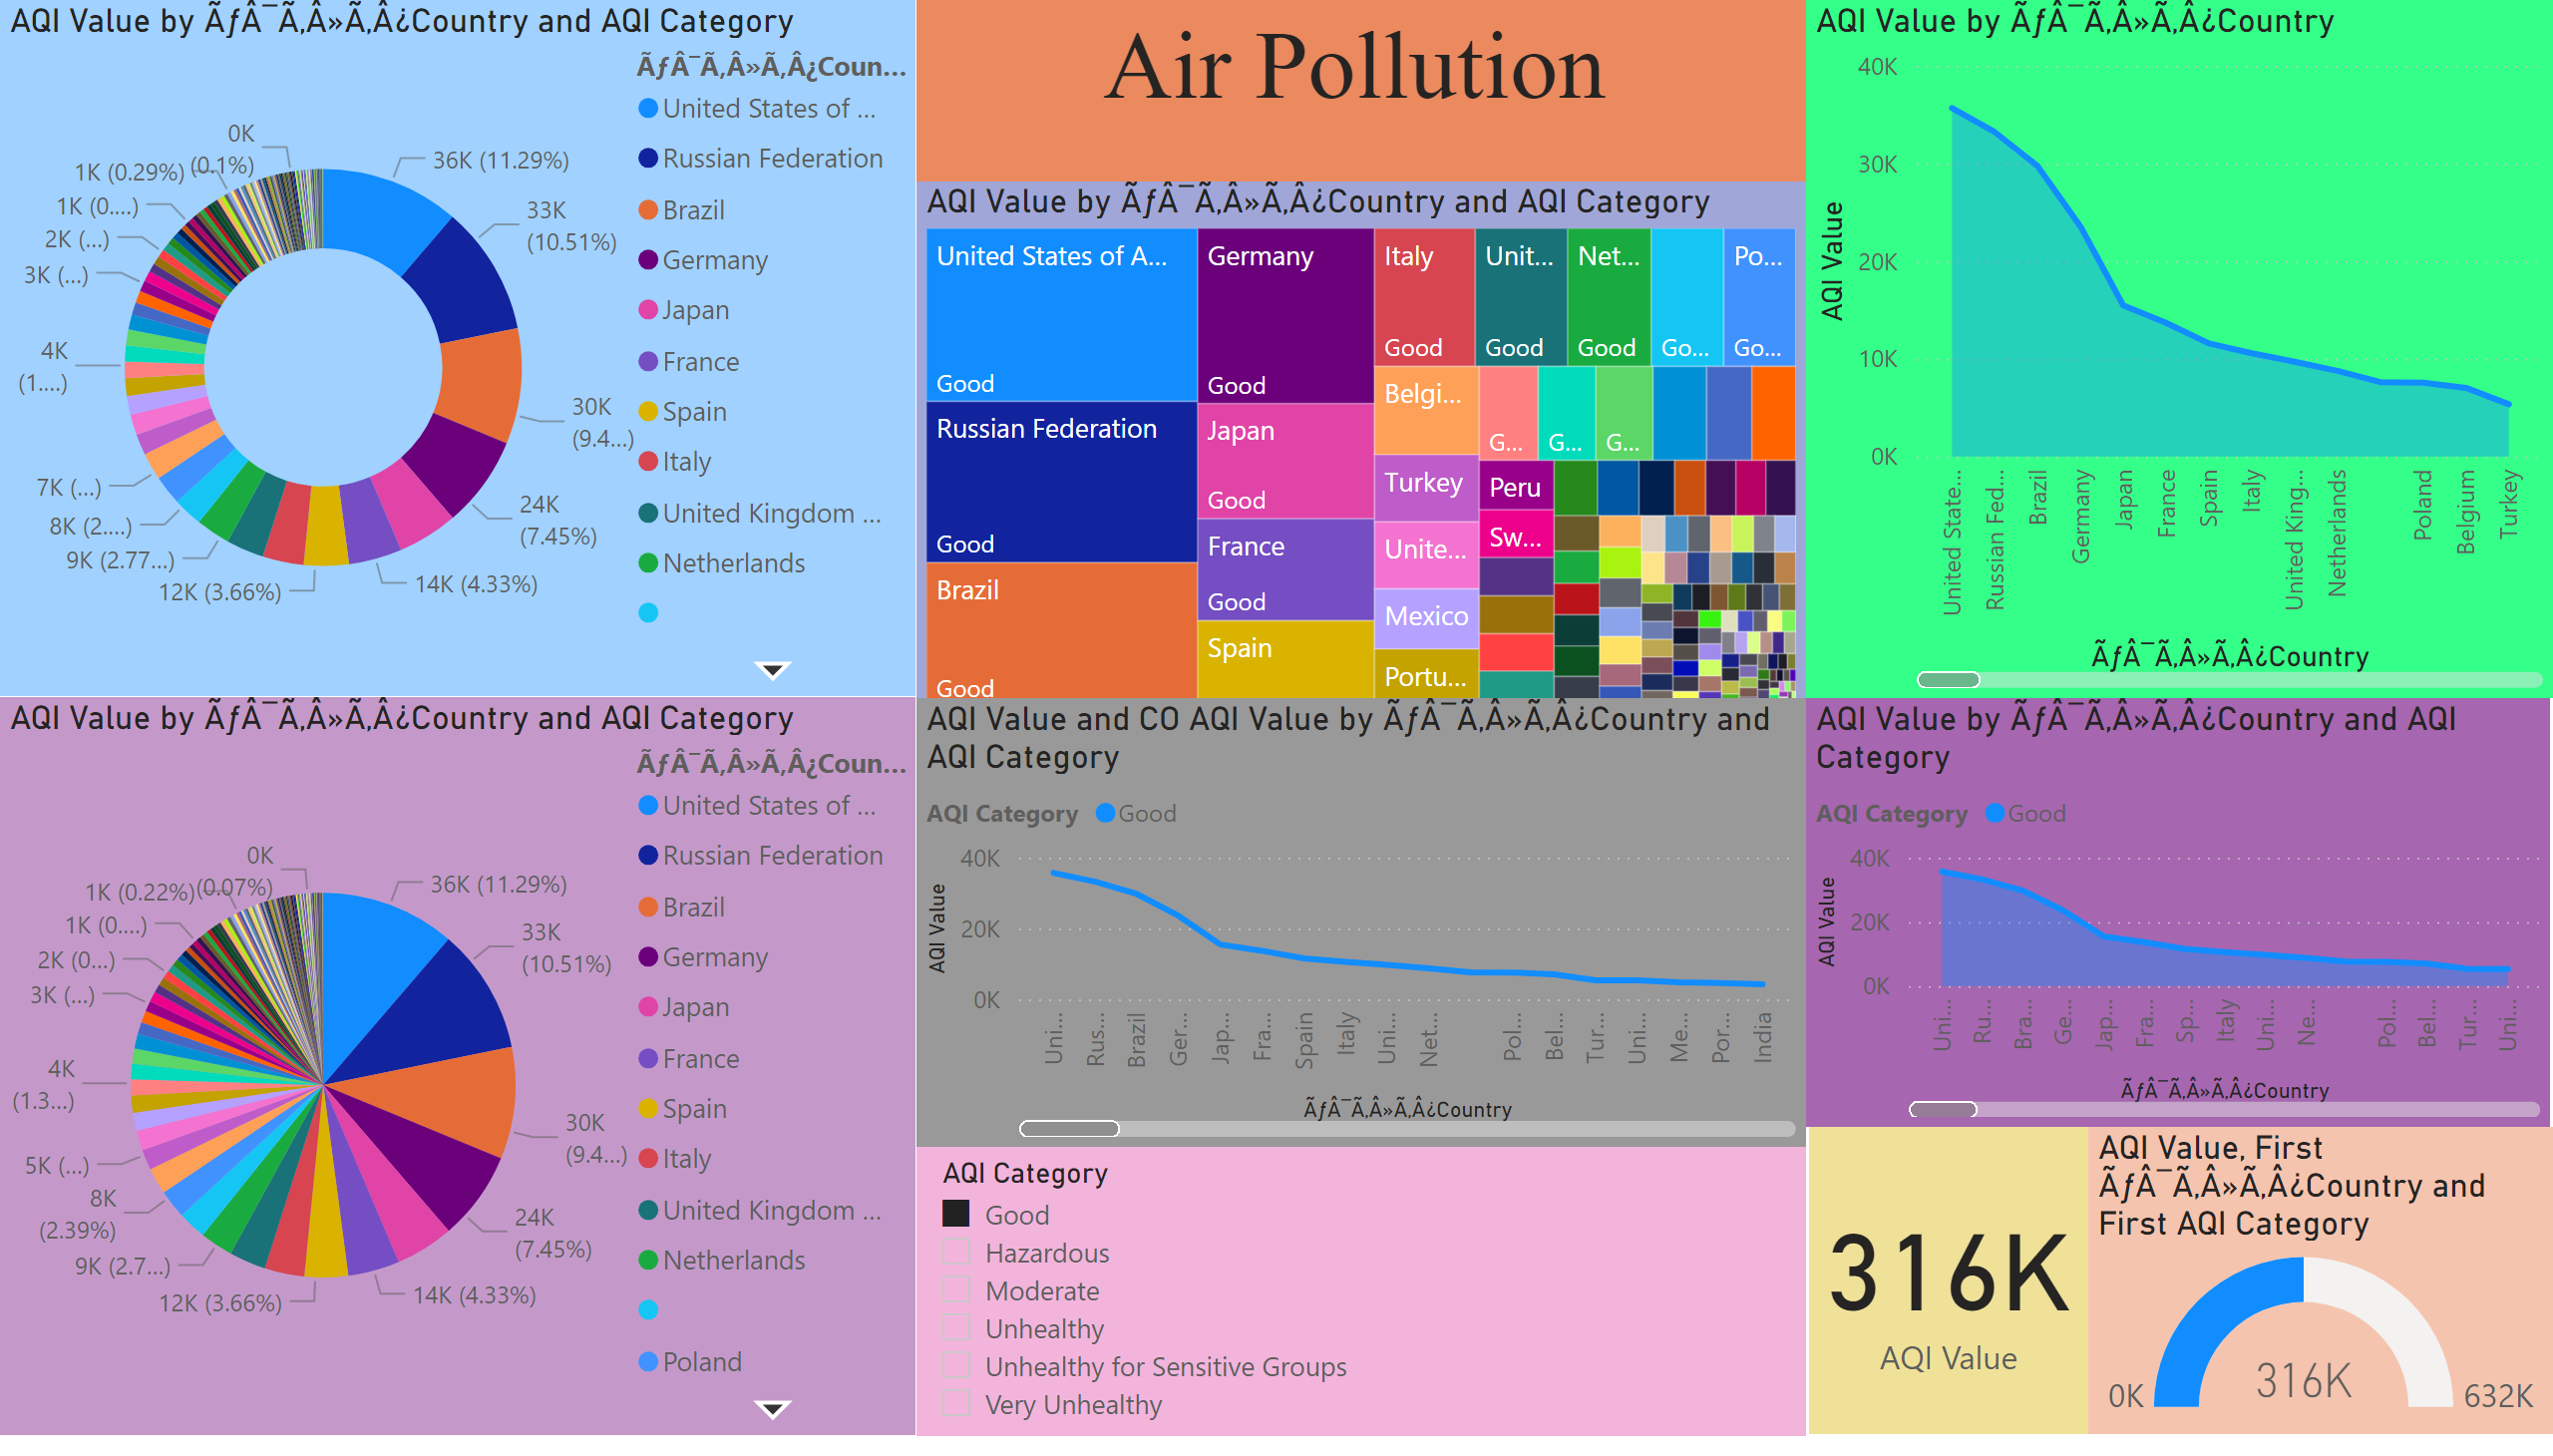 AQI Value by ÃƒÂ¯Ã‚Â»Ã‚Â¿Country and AQI Category
ÃƒÂ¯Ã‚Â»Ã‚Â¿Coun...
United States of ...
Russian Federation
Brazil
Germany
Japan
France
Spain
Italy
United Kingdom ...
Netherlands
0K
(0.1%)
1K (0.29%)
1K (0....)
2K (...)
3K (...)
4K
(1....)
7K (...)
8K (2....)
9K (2.77...)
12K (3.66%)
14K (4.33%)
24K
(7.45%)
30K
(9.4...)
33K
(10.51%)
36K (11.29%)
Air Pollution
AQI Value by ÃƒÂ¯Ã‚Â»Ã‚Â¿Country and AQI Category
United States of A...
Good
Russian Federation
Good
Brazil
Good
Germany
Good
Japan
Good
France
Good
Spain
Italy
Good
Unit...
Good
Net...
Good
Go...
Po...
Go...
Belgi...
G...
G...
G...
Turkey
Peru
Unite...
Sw...
Mexico
Portu...
AQI Value by ÃƒÂ¯Ã‚Â»Ã‚Â¿Country
40K
30K
20K
10K
0K
AQI Value
United State...
Russian Fed...
Brazil
Germany
Japan
France
Spain
Italy
United King...
Netherlands
Poland
Belgium
Turkey
ÃƒÂ¯Ã‚Â»Ã‚Â¿Country
AQI Value by ÃƒÂ¯Ã‚Â»Ã‚Â¿Country and AQI Category
ÃƒÂ¯Ã‚Â»Ã‚Â¿Coun...
United States of ...
Russian Federation
Brazil
Germany
Japan
France
Spain
Italy
United Kingdom ...
Netherlands
Poland
0K
(0.07%)
1K (0.22%)
1K (0....)
2K (0...)
3K (...)
4K
(1.3...)
5K (...)
8K
(2.39%)
9K (2.7...)
12K (3.66%)
14K (4.33%)
24K
(7.45%)
30K
(9.4...)
33K
(10.51%)
36K (11.29%)
AQI Value and CO AQI Value by ÃƒÂ¯Ã‚Â»Ã‚Â¿Country and
AQI Category
AQI Category Good
40K
20K
0K
AQI Value
Uni...
Rus...
Brazil
Ger...
Jap...
Fra...
Spain
Italy
Uni...
Net...
Pol...
Bel...
Tur...
Uni...
Me...
Por...
India
ÃƒÂ¯Ã‚Â»Ã‚Â¿Country
AQI Value by ÃƒÂ¯Ã‚Â»Ã‚Â¿Country and AQI
Category
AQI Category Good
40K
20K
0K
AQI Value
Uni...
Ru...
Bra...
Ge...
Jap...
Fra...
Sp...
Italy
Uni...
Ne...
Pol...
Bel...
Tur...
Uni...
ÃƒÂ¯Ã‚Â»Ã‚Â¿Country
AQI Category
Good
Hazardous
Moderate
Unhealthy
Unhealthy for Sensitive Groups
Very Unhealthy
316K
AQI Value
AQI Value, First
ÃƒÂ¯Ã‚Â»Ã‚Â¿Country and
First AQI Category
0K
316K
632K